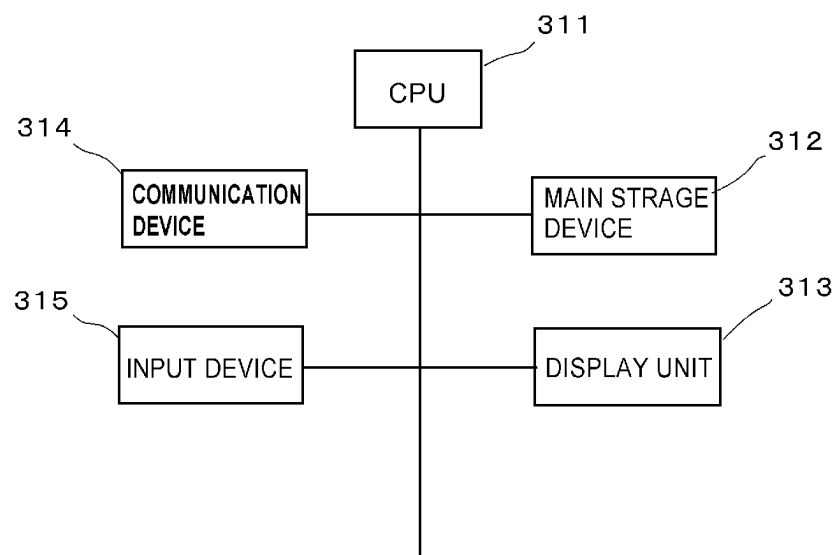 311
CPU
314
312
COMMUNICATION
DEVICE
MAIN STRAGE
DEVICE
315
313
INPUT DEVICE
DISPLAY UNIT